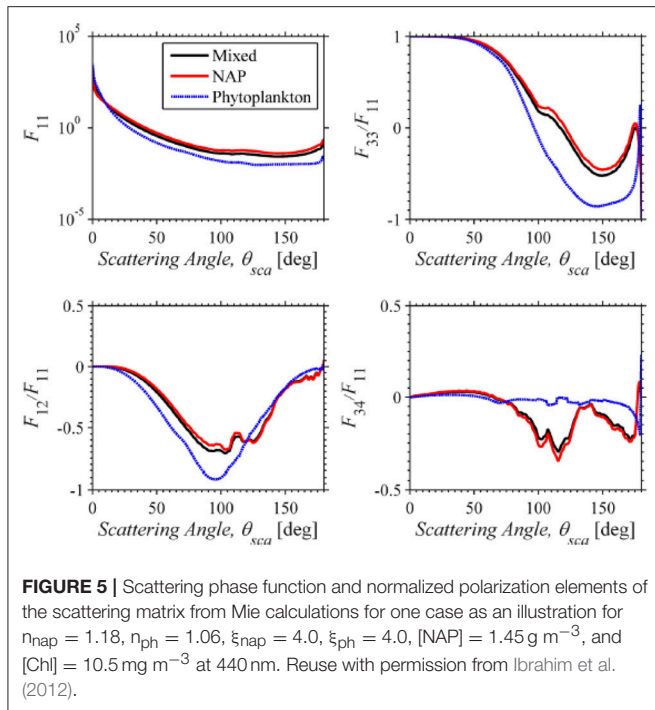 10⁵
10⁰
10⁻⁵
F₁₁
Mixed
NAP
Phytoplankton
0 50 100 150
Scattering Angle, θsca [deg]
1
0
-1
F₃₃/F₁₁
0 50 100 150
Scattering Angle, θsca [deg]
0.5
0
-0.5
-1
F₁₂/F₁₁
0 50 100 150
Scattering Angle, θsca [deg]
0.5
0
-0.5
F₃₄/F₁₁
0 50 100 150
Scattering Angle, θsca [deg]
FIGURE 5 | Scattering phase function and normalized polarization elements of
the scattering matrix from Mie calculations for one case as an illustration for
nnap = 1.18, nph = 1.06, ξnap = 4.0, ξph = 4.0, [NAP] = 1.45 g m⁻³, and
[Chl] = 10.5 mg m⁻³ at 440 nm. Reuse with permission from Ibrahim et al.
(2012).